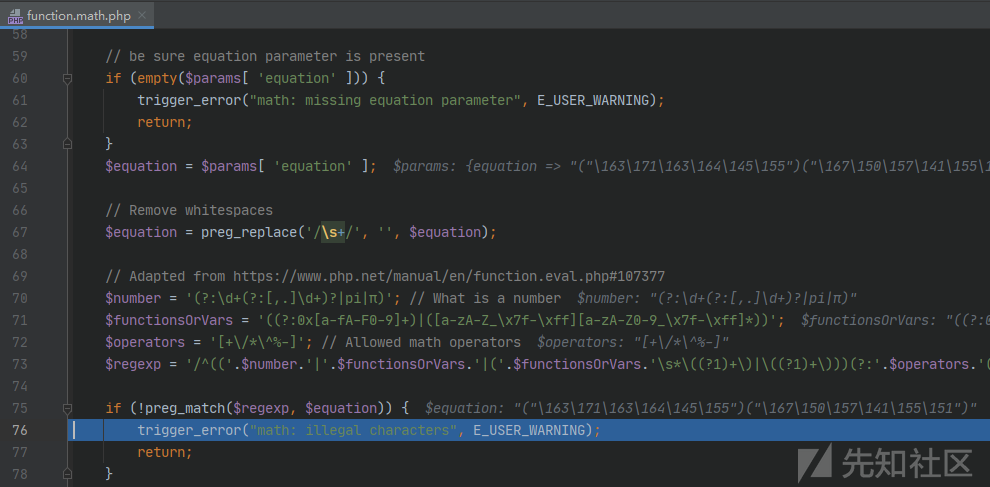 function.math.php
58
59 // be sure equation parameter is present
60 if (empty($params[ 'equation' ])) {
61 trigger_error("math: missing equation parameter", E_USER_WARNING);
62 return;
63 }
64 $equation = $params[ 'equation' ]; $params: {equation => "("\163\171\163\164\145\155")("\167\150\157\141\155\1
65
66 // Remove whitespaces
67 $equation = preg_replace('/\s+/', '', $equation);
68
69 // Adapted from https://www.php.net/manual/en/function.eval.php#107377
70 $number = '(?:\d+(?:[,.]\d+)?|pi|π)'; // What is a number $number: "(?:\d+(?:[,.]\d+)?|pi|π)"
71 $functionsOrVars = '((?:0x[a-fA-F0-9]+)|([a-zA-Z_\x7f-\xff][a-zA-Z0-9_\x7f-\xff]*))'; $functionsOrVars: "((?:0
72 $operators = '[+\/*\^%-]'; // Allowed math operators $operators: "[+\/*\^%-]"
73 $regexp = '/^(('.$number.'|'.$functionsOrVars.'|('.$functionsOrVars.'\s*\((?1)+\)|\((?1)+\)))(?:'.$operators.'(
74
75 if (!preg_match($regexp, $equation)) { $equation: "("\163\171\163\164\145\155")("\167\150\157\141\155\151")"
76 trigger_error("math: illegal characters", E_USER_WARNING);
77 return;
78 }
先知社区